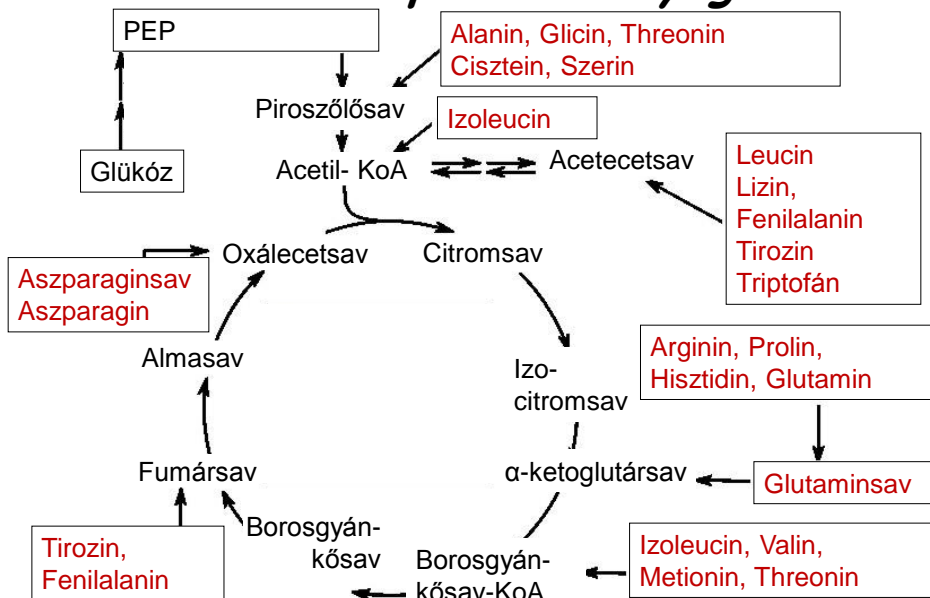 PEP
Alanin, Glicin, Threonin
Cisztein, Szerin
Piroszőlősav
Izoleucin
Glükóz
Acetil- KoA
Acetecetsav
Leucin
Lizin,
Fenilalanin
Tirozin
Triptofán
Oxálecetsav
Citromsav
Aszparaginsav
Aszparagin
Almasav
Izo-
citromsav
Arginin, Prolin,
Hisztidin, Glutamin
Fumársav
α-ketoglutársav
Glutaminsav
Borosgyán-
kősav
Tirozin,
Fenilalanin
Borosgyán-
kősav-KoA
Izoleucin, Valin,
Metionin, Threonin